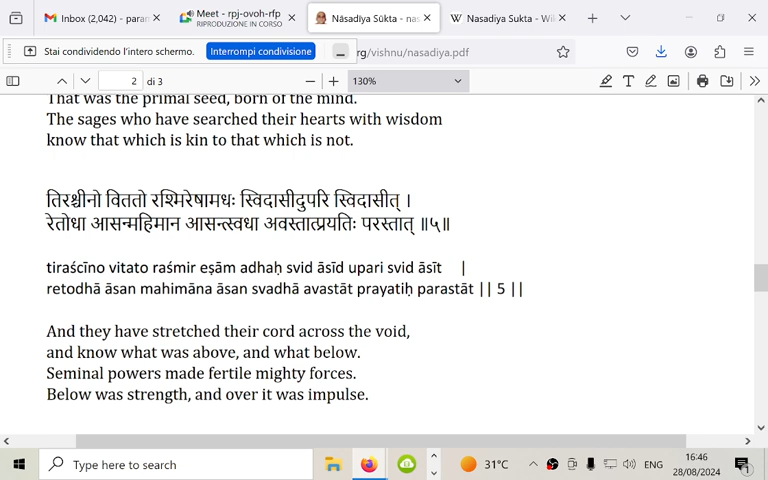 Inbox (2,042) - paran
Meet - rpj-ovoh-rfp
RIPRODUZIONE IN CORSO
Nāsadiya Sūkta - nas
Nasadiya Sukta - Wiki
Stai condividendo l'intero schermo.
Interrompi condivisione
rg/vishnu/nasadiya.pdf
2
di 3
130%
That was the primal seed, born of the mind.
The sages who have searched their hearts with wisdom
know that which is kin to that which is not.
तिरश्चीनो विततो रश्मिरेषामधः स्विदासीदुपरि स्विदासीत् ।
रेतोधा आसन्महिमान आसन्त्स्वधा अवस्तात्प्रयतिः परस्तात् ॥५॥
tiraścīno vitato raśmir eṣām adhaḥ svid āsīd upari svid āsīt |
retodhā āsan mahimāna āsan svadhā avastāt prayatiḥ parastāt || 5 ||
And they have stretched their cord across the void,
and know what was above, and what below.
Seminal powers made fertile mighty forces.
Below was strength, and over it was impulse.
Type here to search
31°C
ENG
16:46
28/08/2024
1